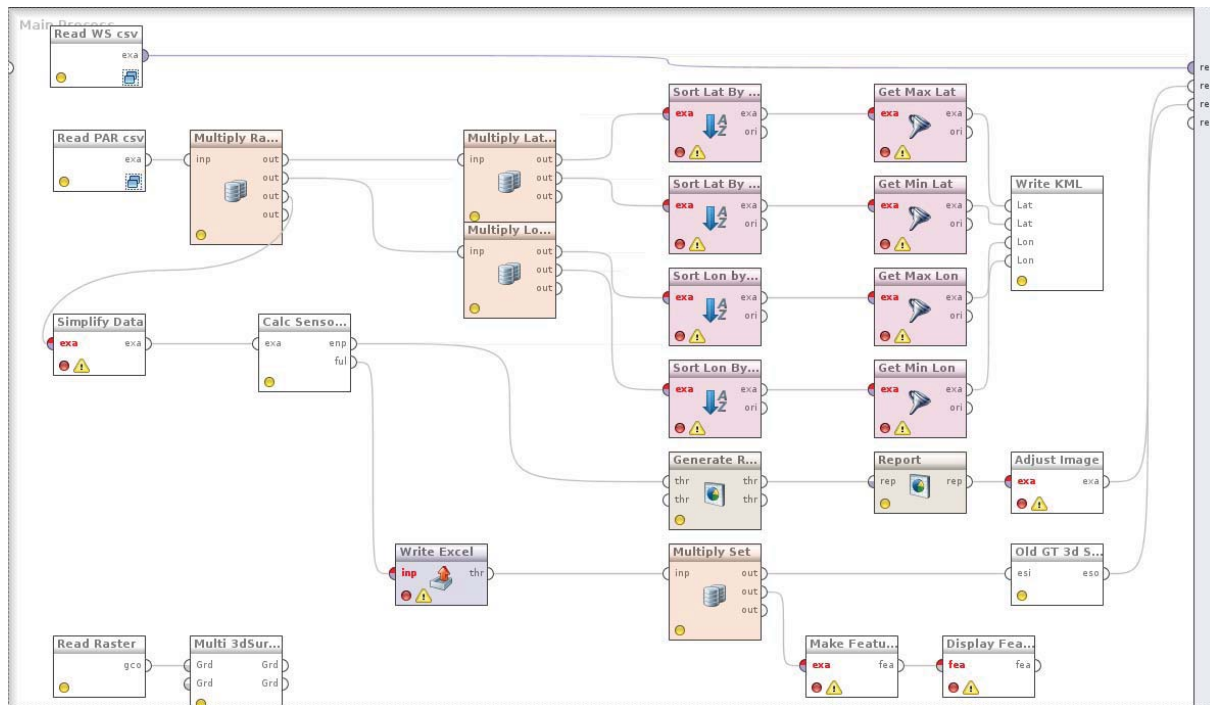 Main Process
Read WS csv
exa
re
re
re
re
Read PAR csv
exa
Multiply Ra...
inp out
out
out
out
Multiply Lat...
inp out
out
out
Multiply Lo...
inp out
out
out
Sort Lat By ...
exa exa
ori
Get Max Lat
exa exa
ori
Sort Lat By ...
exa exa
ori
Get Min Lat
exa exa
ori
Write KML
Lat
Lat
Lon
Lon
Sort Lon by...
exa exa
ori
Get Max Lon
exa exa
ori
Sort Lon By...
exa exa
ori
Get Min Lon
exa exa
ori
Simplify Data
exa exa
Calc Senso...
exa enp
ful
Generate R...
thr thr
thr thr
Report
rep rep
Adjust Image
exa exa
Write Excel
inp thr
Multiply Set
inp out
out
out
Old GT 3d S...
esi eso
Make Featu...
exa fea
Display Fea...
fea fea
Read Raster
gco
Multi 3dSur...
Grd Grd
Grd Grd